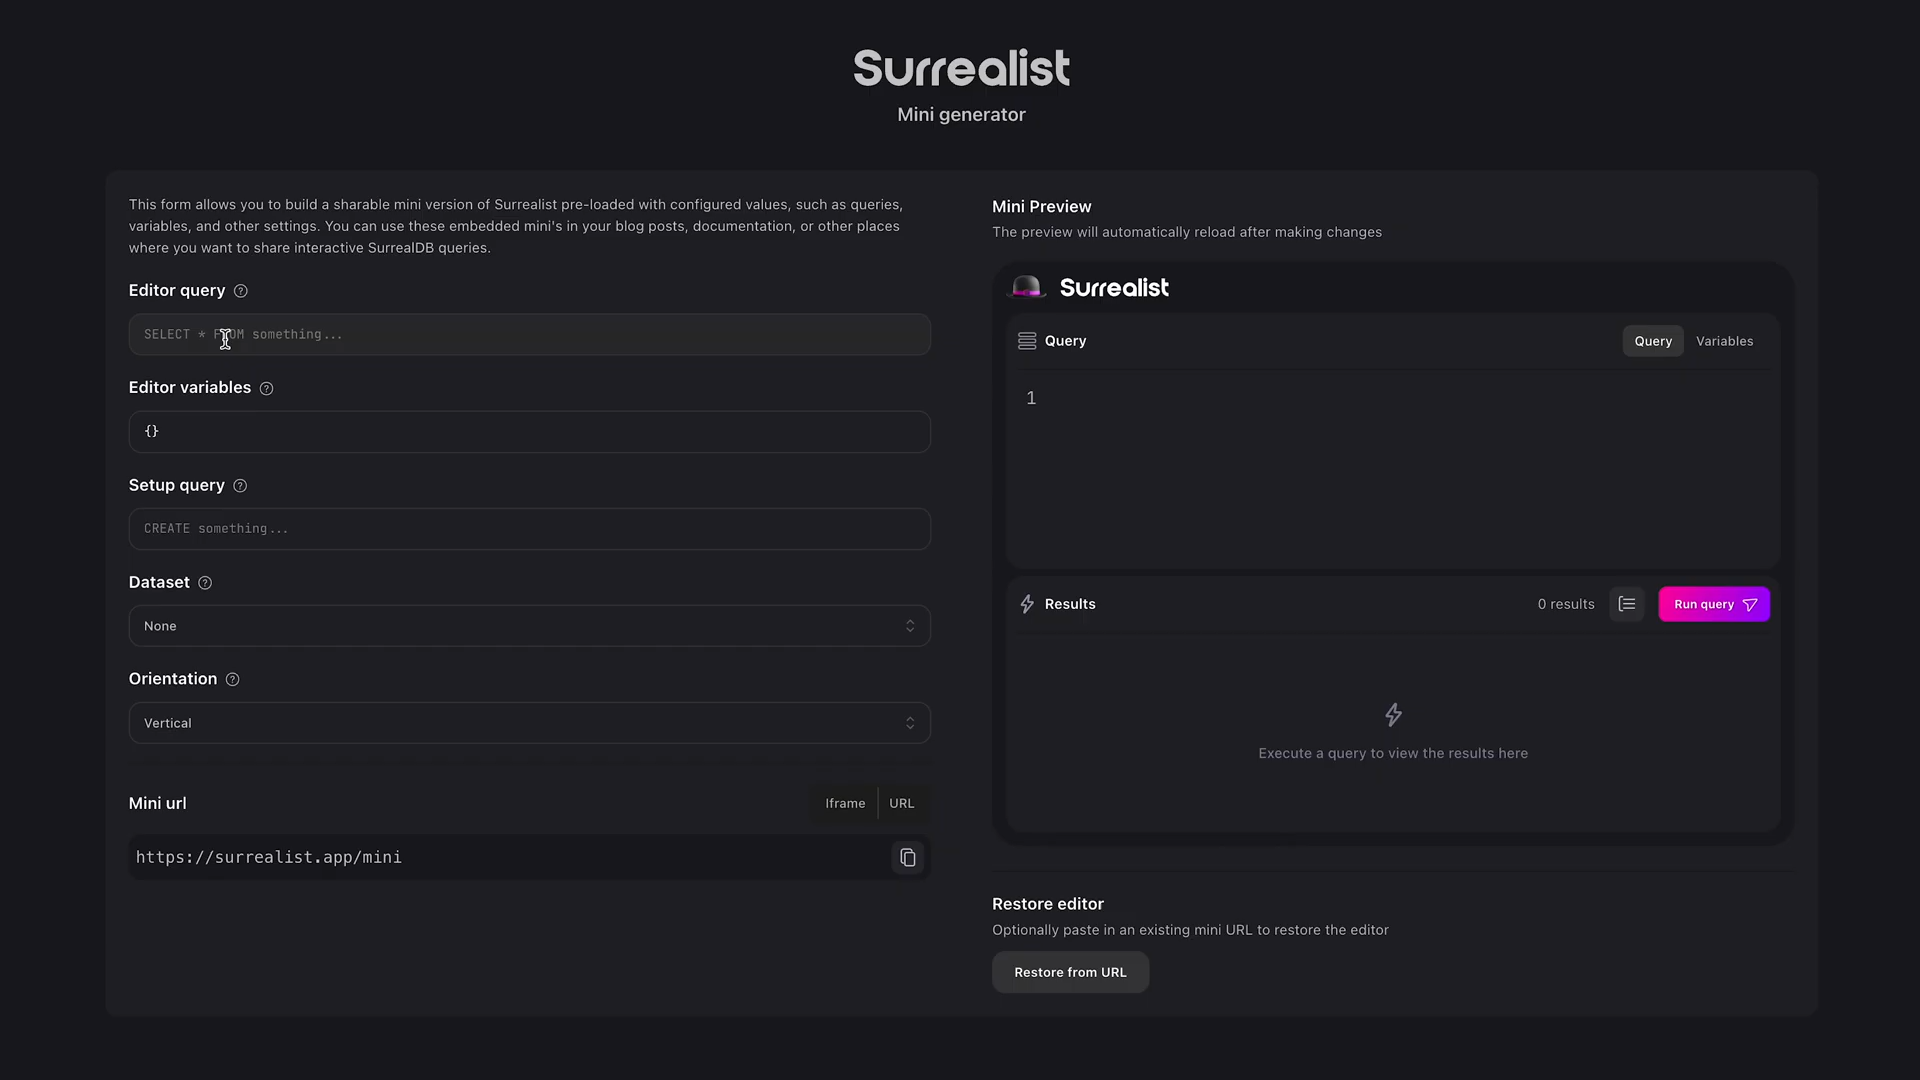 Surrealist
Mini generator
This form allows you to build a sharable mini version of Surrealist pre-loaded with configured values, such as queries,
variables, and other settings. You can use these embedded mini's in your blog posts, documentation, or other places
where you want to share interactive SurrealDB queries.
Editor query
SELECT * FROM something...
Editor variables
{}
Setup query
CREATE something...
Dataset
None
Orientation
Vertical
Mini url
Iframe
URL
https://surrealist.app/mini
Mini Preview
The preview will automatically reload after making changes
Surrealist
Query
Query
Variables
1
Results
0 results
Run query
Execute a query to view the results here
Restore editor
Optionally paste in an existing mini URL to restore the editor
Restore from URL